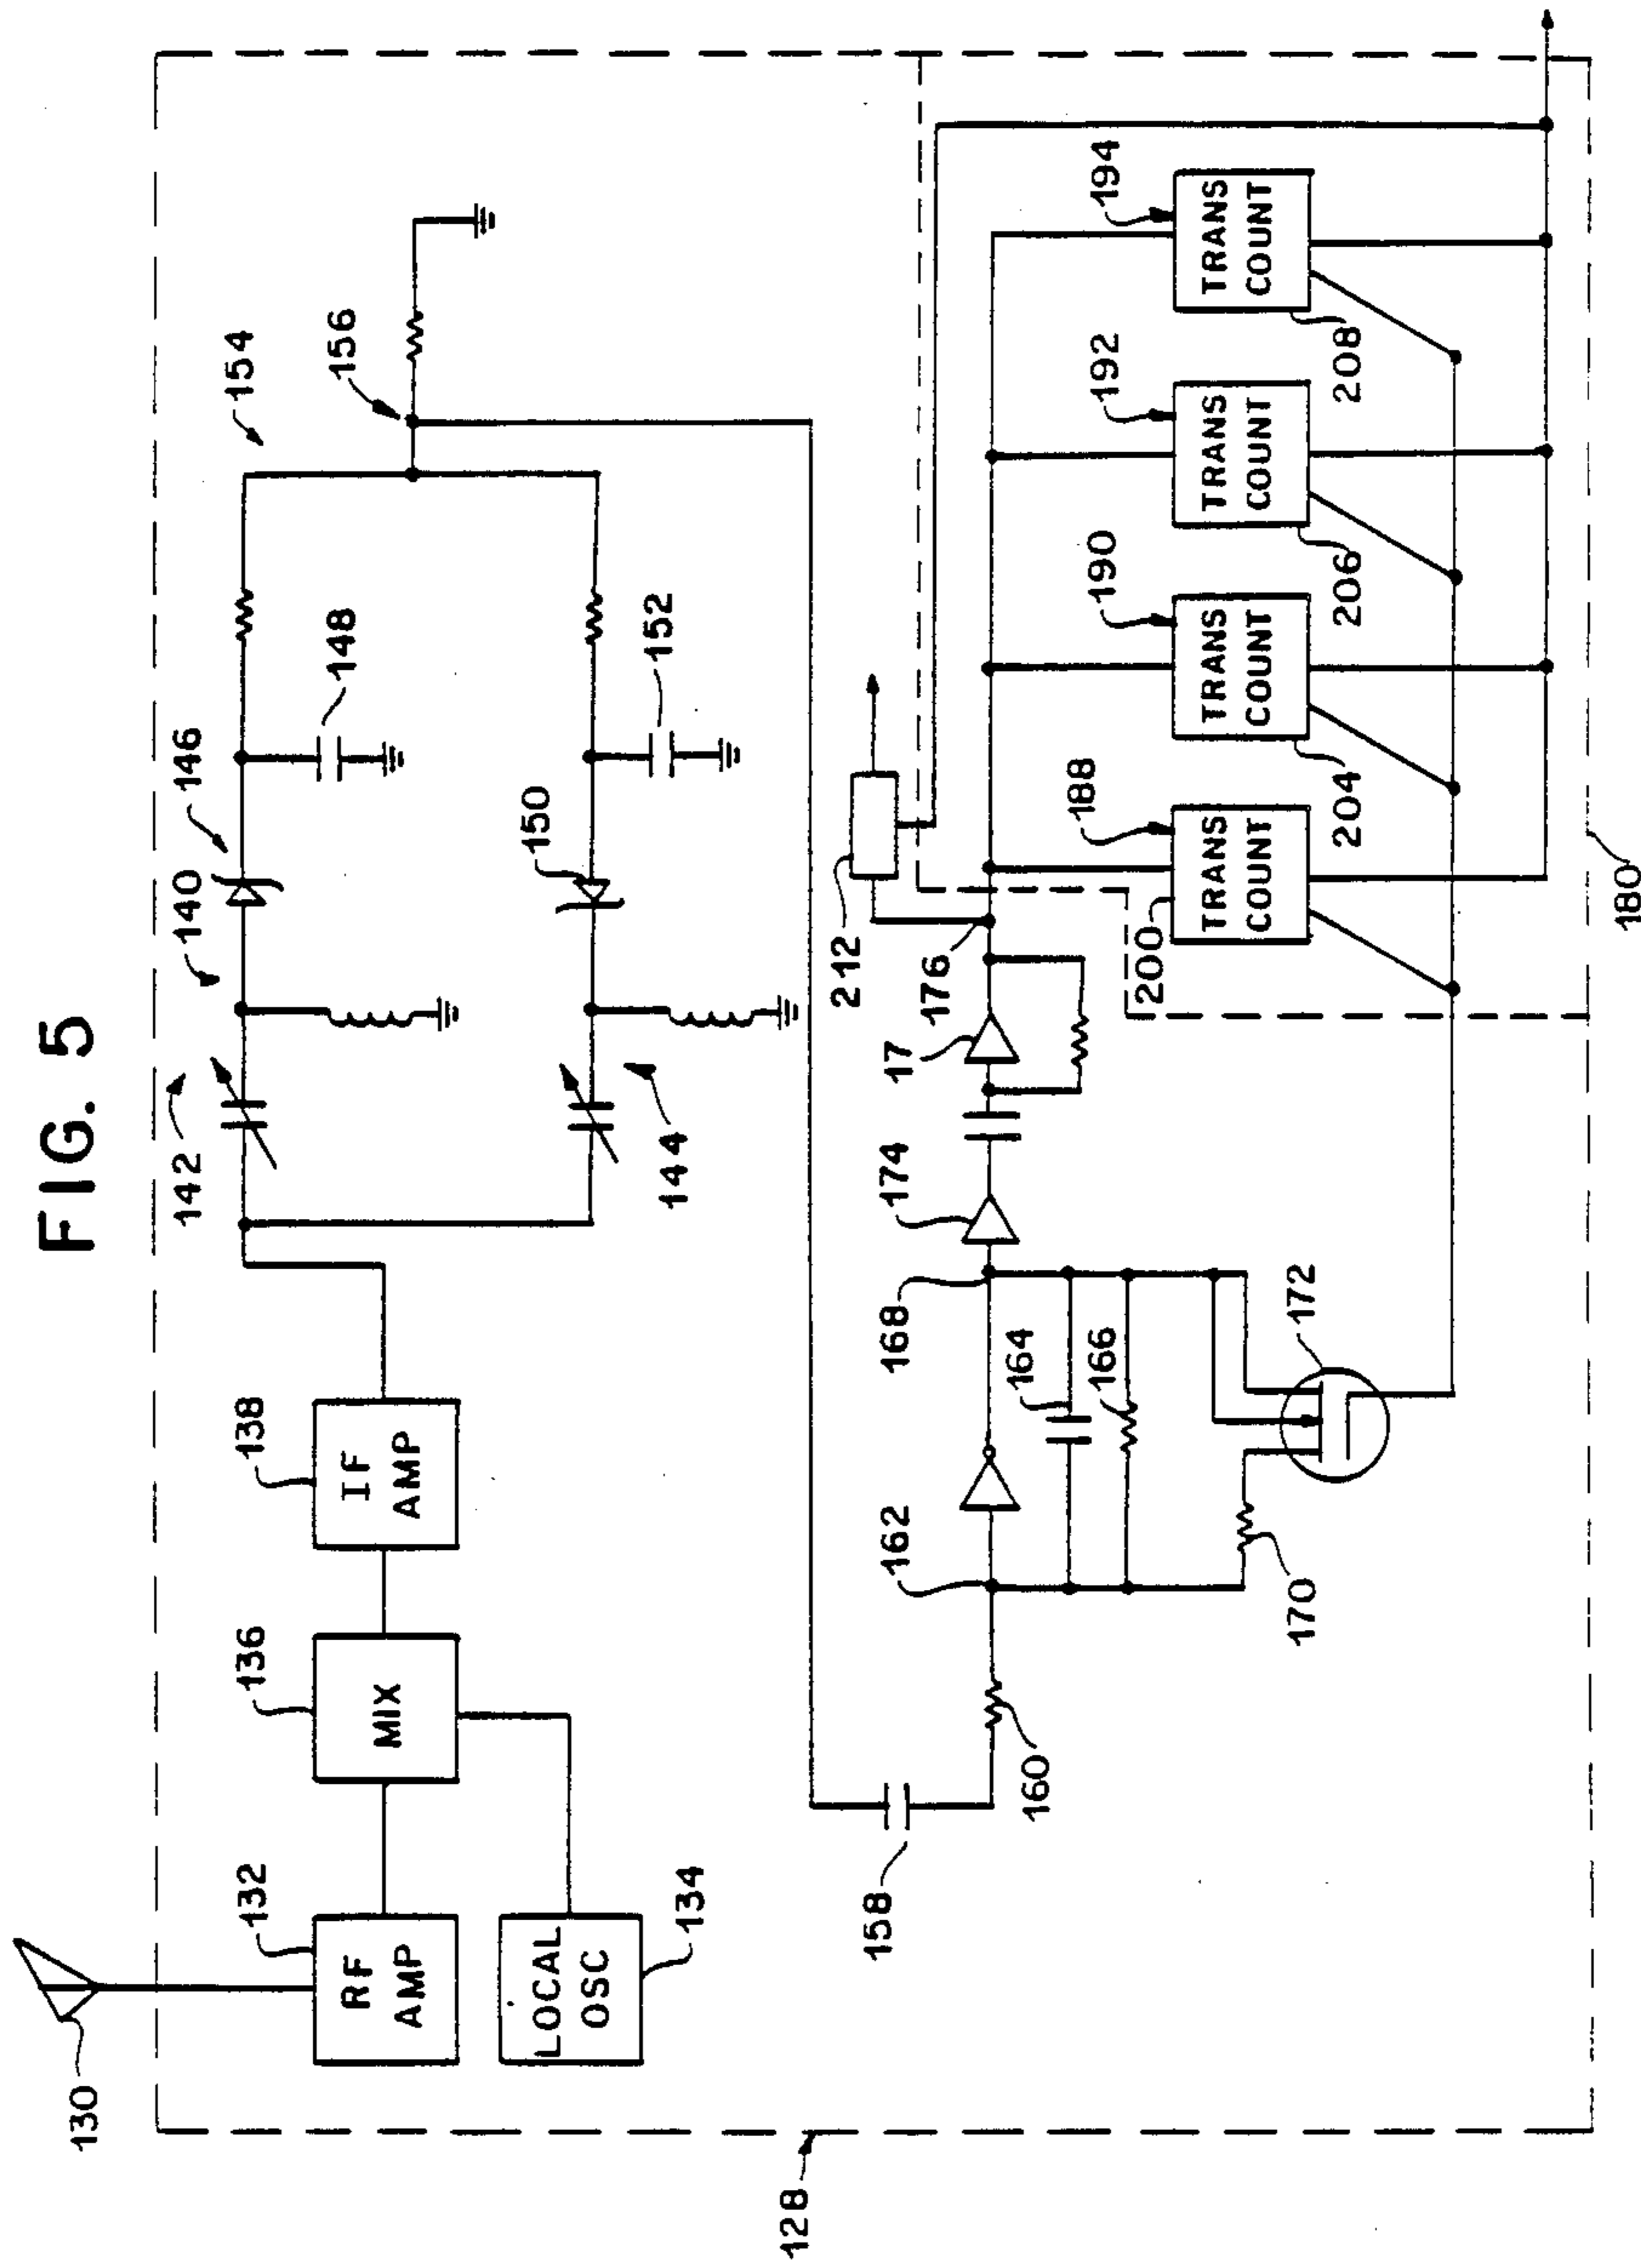 FIG. 5
130
132
RF
AMP
134
LOCAL
OSC
136
MIX
138
IF
AMP
142
140
146
148
154
156
144
150
152
128
158
160
162
164
166
168
170
172
174
17
176
212
200
188
TRANS
COUNT
204
190
TRANS
COUNT
206
192
TRANS
COUNT
208
194
TRANS
COUNT
180